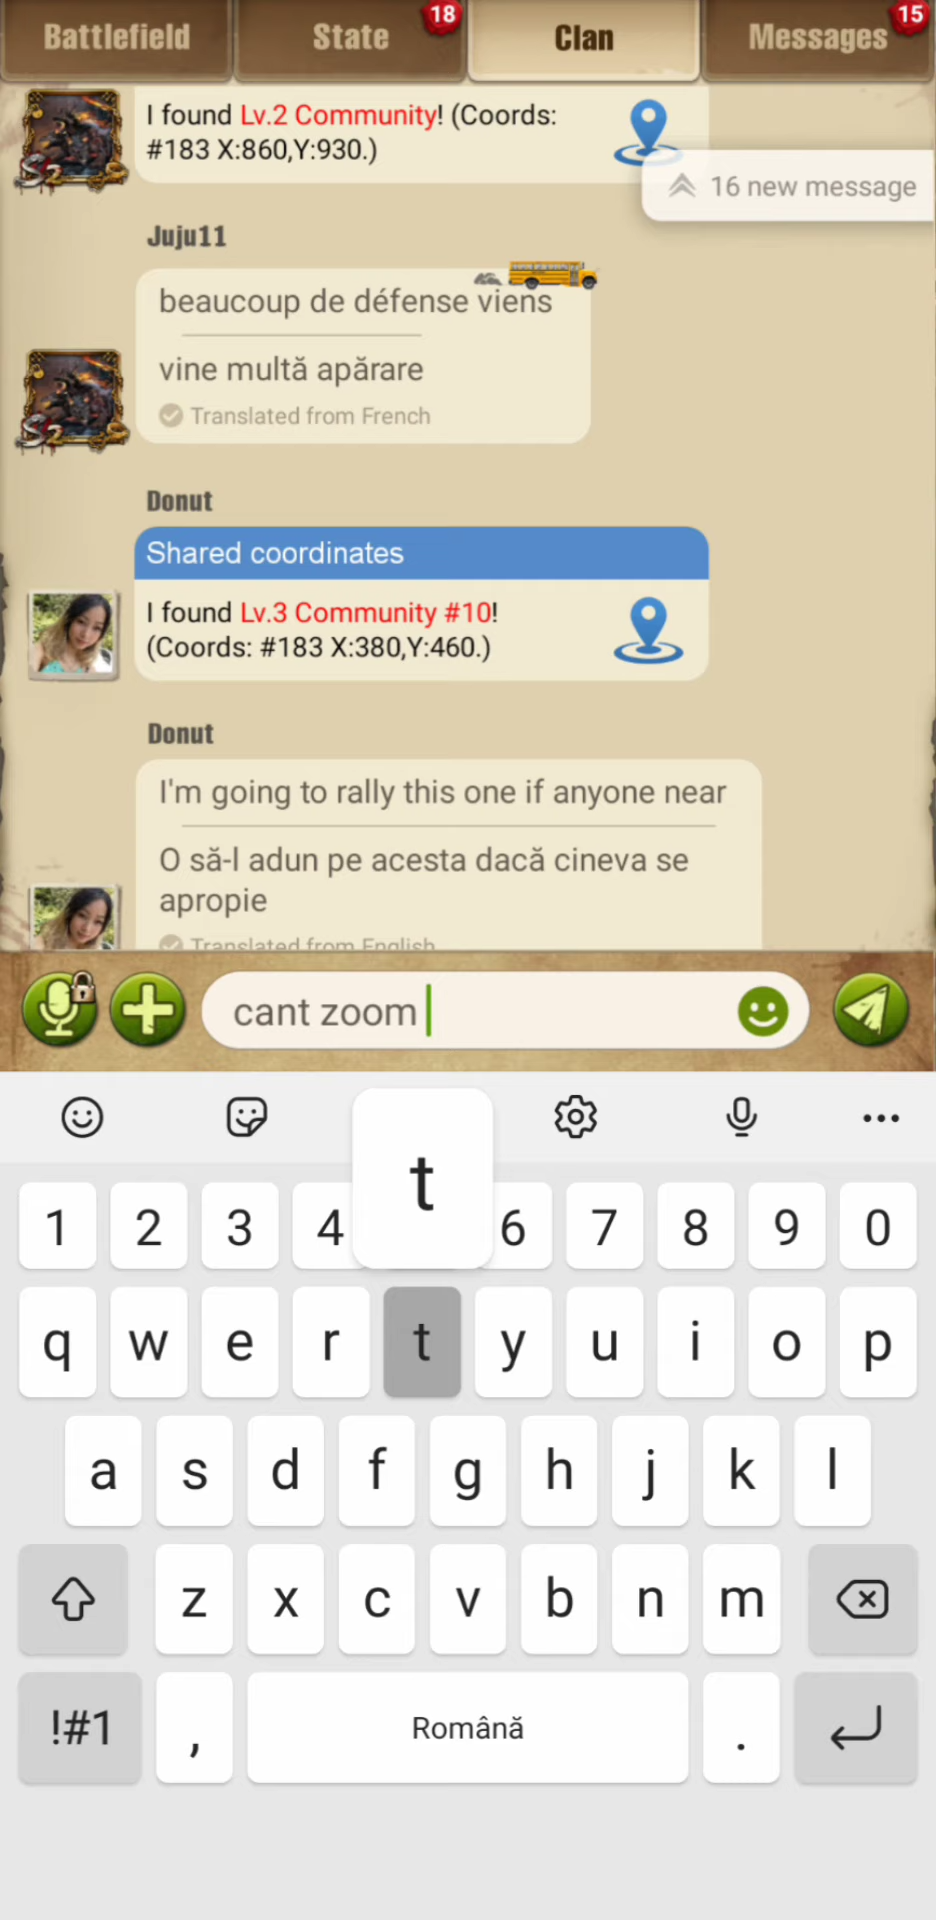 Battlefield
State
18
Clan
Messages
15
I found Lv.2 Community! (Coords:
#183 X:860,Y:930.)
16 new message
Juju11
beaucoup de défense viens
vine multă apărare
Translated from French
Donut
Shared coordinates
I found Lv.3 Community #10!
(Coords: #183 X:380,Y:460.)
Donut
I'm going to rally this one if anyone near
O să-l adun pe acesta dacă cineva se
apropie
Translated from English
cant zoom
t
1 2 3 4 6 7 8 9 0
q w e r t y u i o p
a s d f g h j k l
z x c v b n m
!#1 , Română .